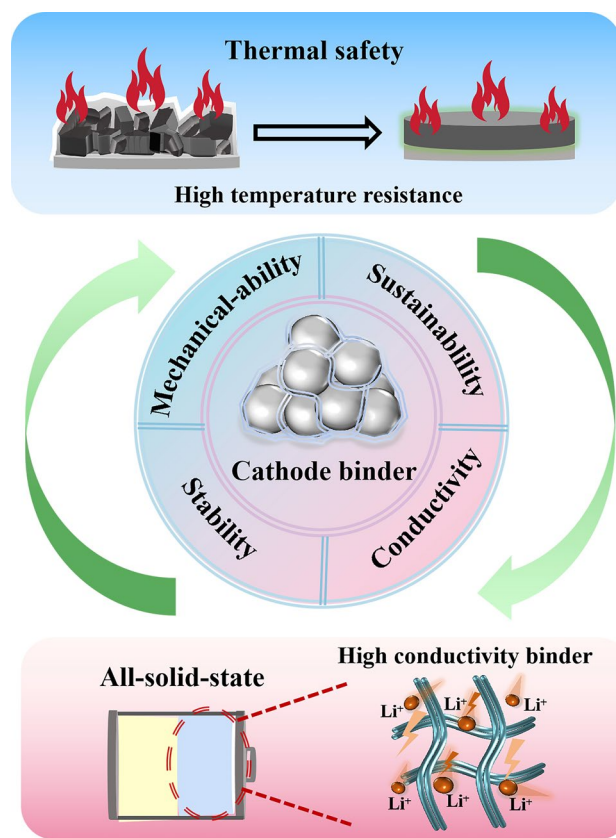 Thermal safety
High temperature resistance
Mechanical-ability
Sustainablility
Cathode binder
Stability
Conductivity
All-solid-state
High conductivity binder
Li⁺
Li⁺
Li⁺
Li⁺
Li⁺
Li⁺